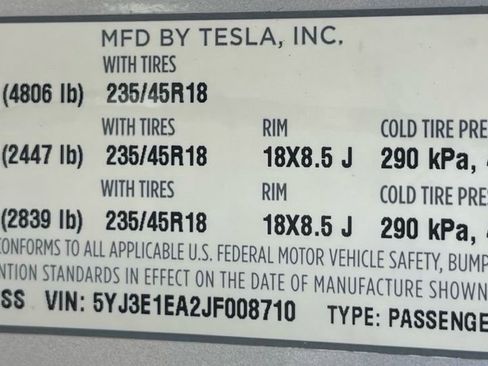 MFD BY TESLA, INC.
WITH TIRES
(4806 lb) 235/45R18
WITH TIRES RIM COLD TIRE PRE
(2447 lb) 235/45R18 18X8.5 J 290 kPa,
WITH TIRES RIM COLD TIRE PRES
(2839 lb) 235/45R18 18X8.5 J 290 kPa,
CONFORMS TO ALL APPLICABLE U.S. FEDERAL MOTOR VEHICLE SAFETY, BUMP
NTION STANDARDS IN EFFECT ON THE DATE OF MANUFACTURE SHOWN
SS VIN: 5YJ3E1EA2JF008710 TYPE: PASSENGE